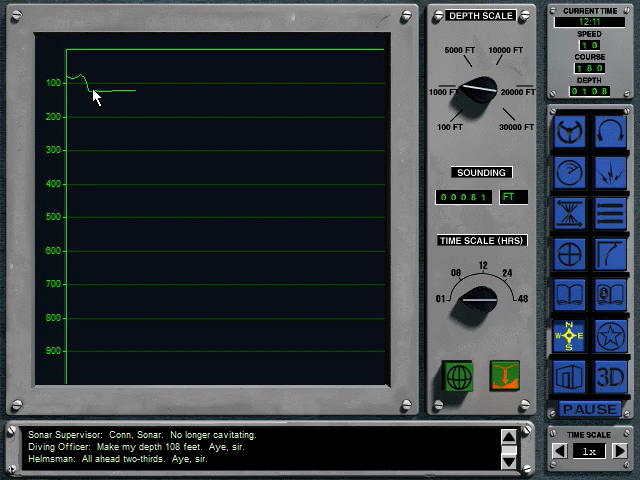 100
200
300
400
500
600
700
800
900
DEPTH SCALE
5000 FT 10000 FT
1000 FT 20000 FT
100 FT 30000 FT
SOUNDING
00081 FT
TIME SCALE (HRS)
12
06 24
01 48
CURRENT TIME
12:11
SPEED
10
COURSE
180
DEPTH
0108
N
W E
S
3D
PAUSE
TIME SCALE
1x
Sonar Supervisor: Conn, Sonar. No longer cavitating.
Diving Officer: Make my depth 108 feet. Aye, sir.
Helmsman: All ahead two-thirds. Aye, sir.